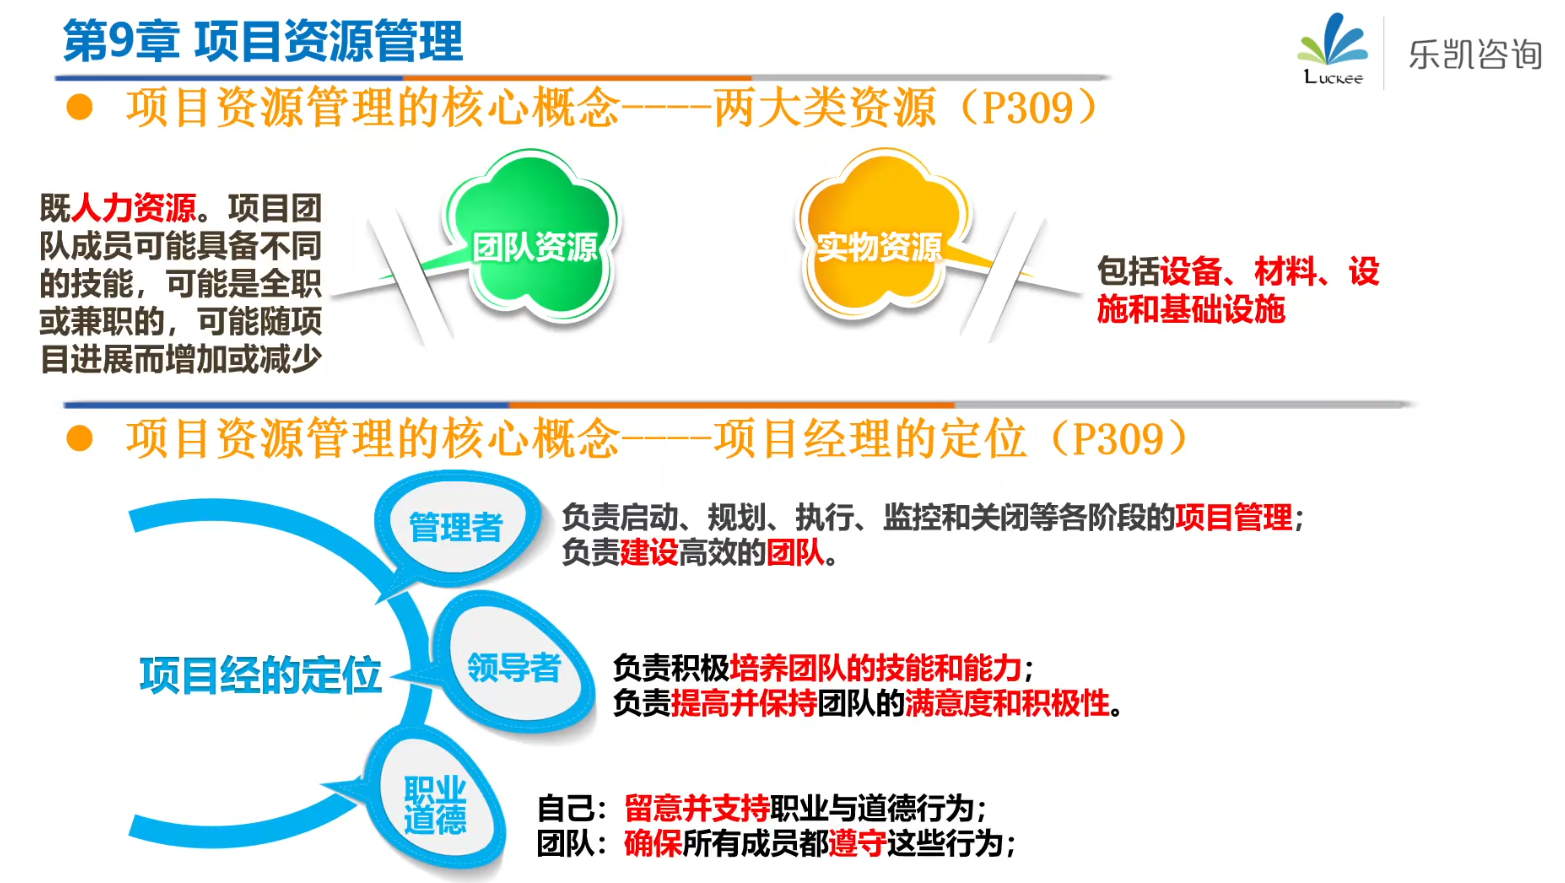 第9章 项目资源管理
Luckee
乐凯咨询
● 项目资源管理的核心概念----两大类资源（P309）
既人力资源。项目团
队成员可能具备不同
的技能，可能是全职
或兼职的，可能随项
目进展而增加或减少
团队资源
实物资源
包括设备、材料、设
施和基础设施
● 项目资源管理的核心概念----项目经理的定位（P309）
管理者
负责启动、规划、执行、监控和关闭等各阶段的项目管理；
负责建设高效的团队。
项目经的定位
领导者
负责积极培养团队的技能和能力；
负责提高并保持团队的满意度和积极性。
职业
道德
自己：留意并支持职业与道德行为；
团队：确保所有成员都遵守这些行为；